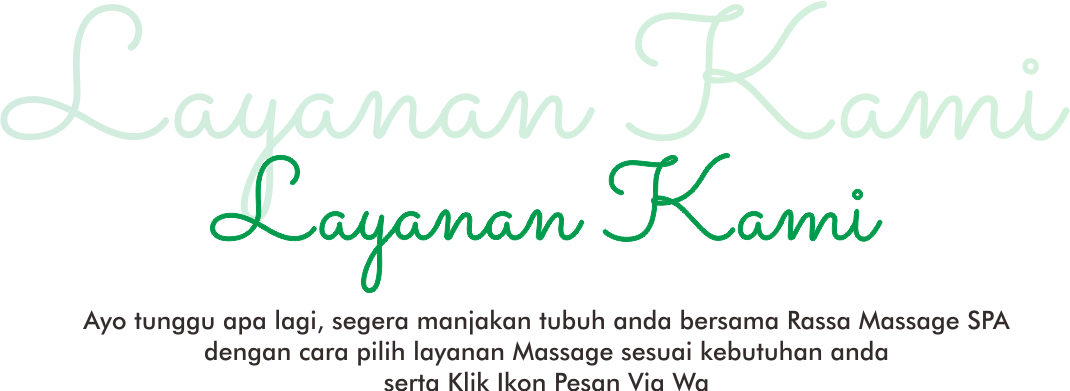 Layanan Kami
Layanan Kami
Ayo tunggu apa lagi, segera manjakan tubuh anda bersama Rassa Massage SPA
dengan cara pilih layanan Massage sesuai kebutuhan anda
serta Klik Ikon Pesan Via Wa